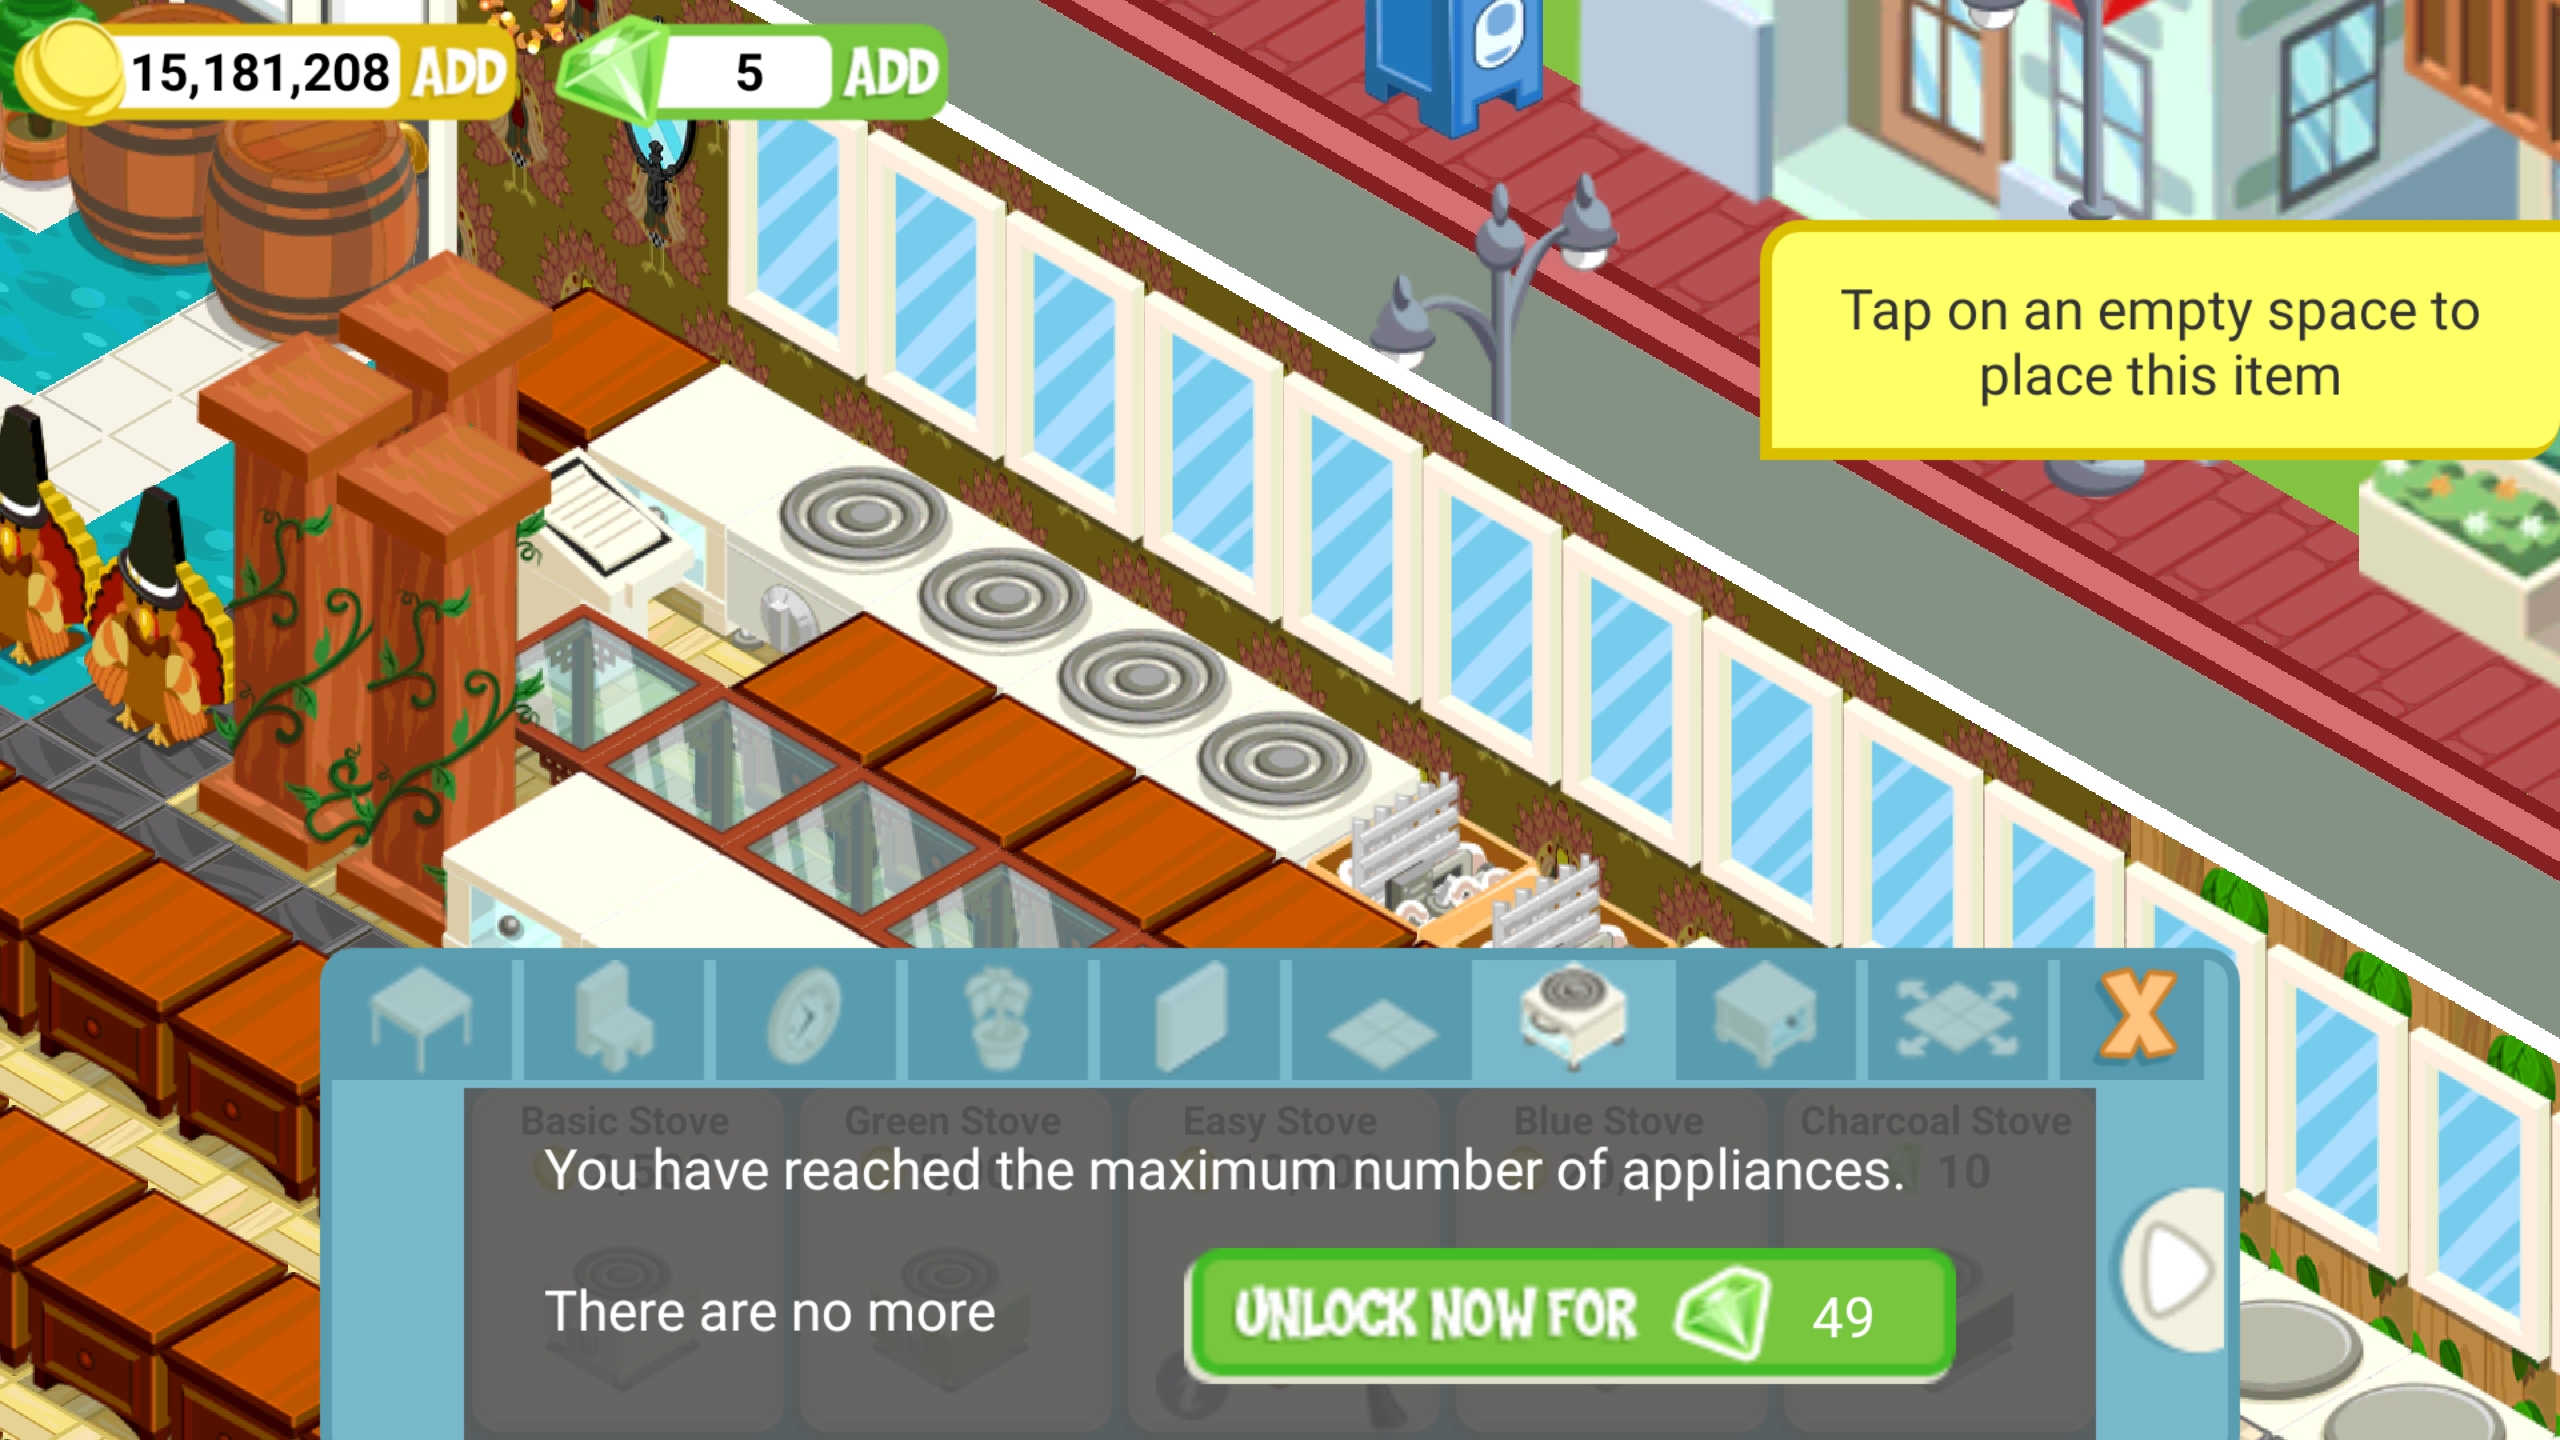 15,181,208 ADD
5 ADD
Tap on an empty space to
place this item
Basic Stove
Green Stove
Easy Stove
Blue Stove
Charcoal Stove
10
You have reached the maximum number of appliances.
There are no more
UNLOCK NOW FOR 49
X